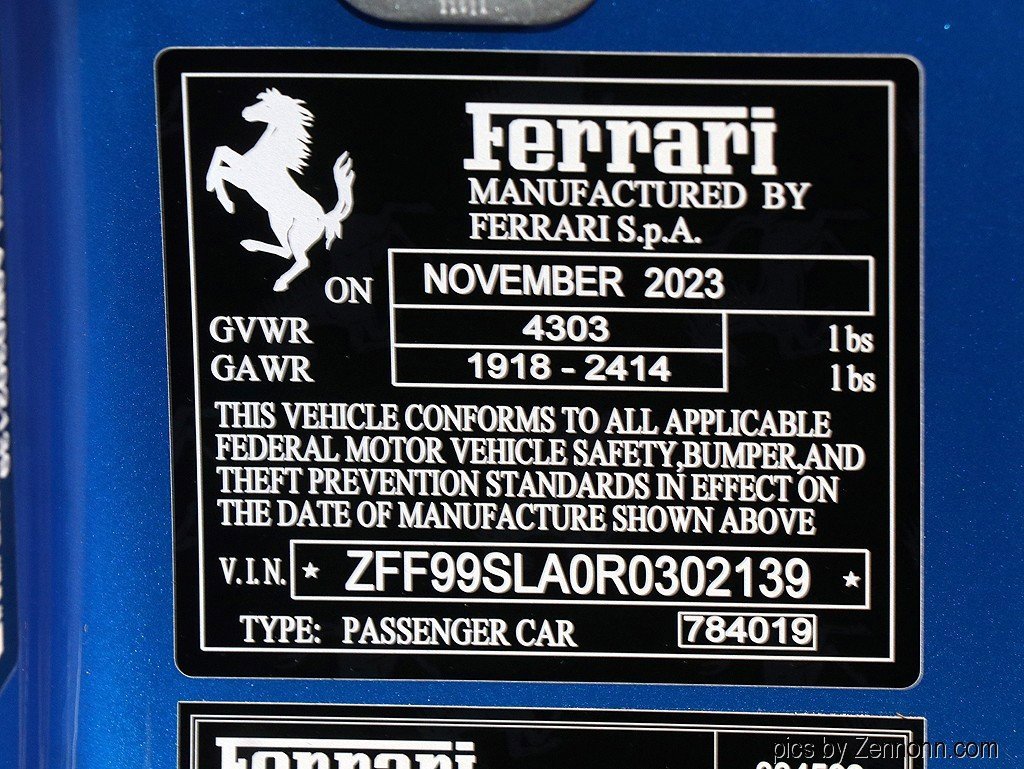 Ferrari
MANUFACTURED BY
FERRARI S.p.A.
ON NOVEMBER 2023
GVWR 4303 lbs
GAWR 1918 - 2414 lbs
THIS VEHICLE CONFORMS TO ALL APPLICABLE
FEDERAL MOTOR VEHICLE SAFETY,BUMPER,AND
THEFT PREVENTION STANDARDS IN EFFECT ON
THE DATE OF MANUFACTURE SHOWN ABOVE
V.I.N. * ZFF99SLA0R0302139 *
TYPE: PASSENGER CAR 784019
Ferrari
pics by Zennonn.com